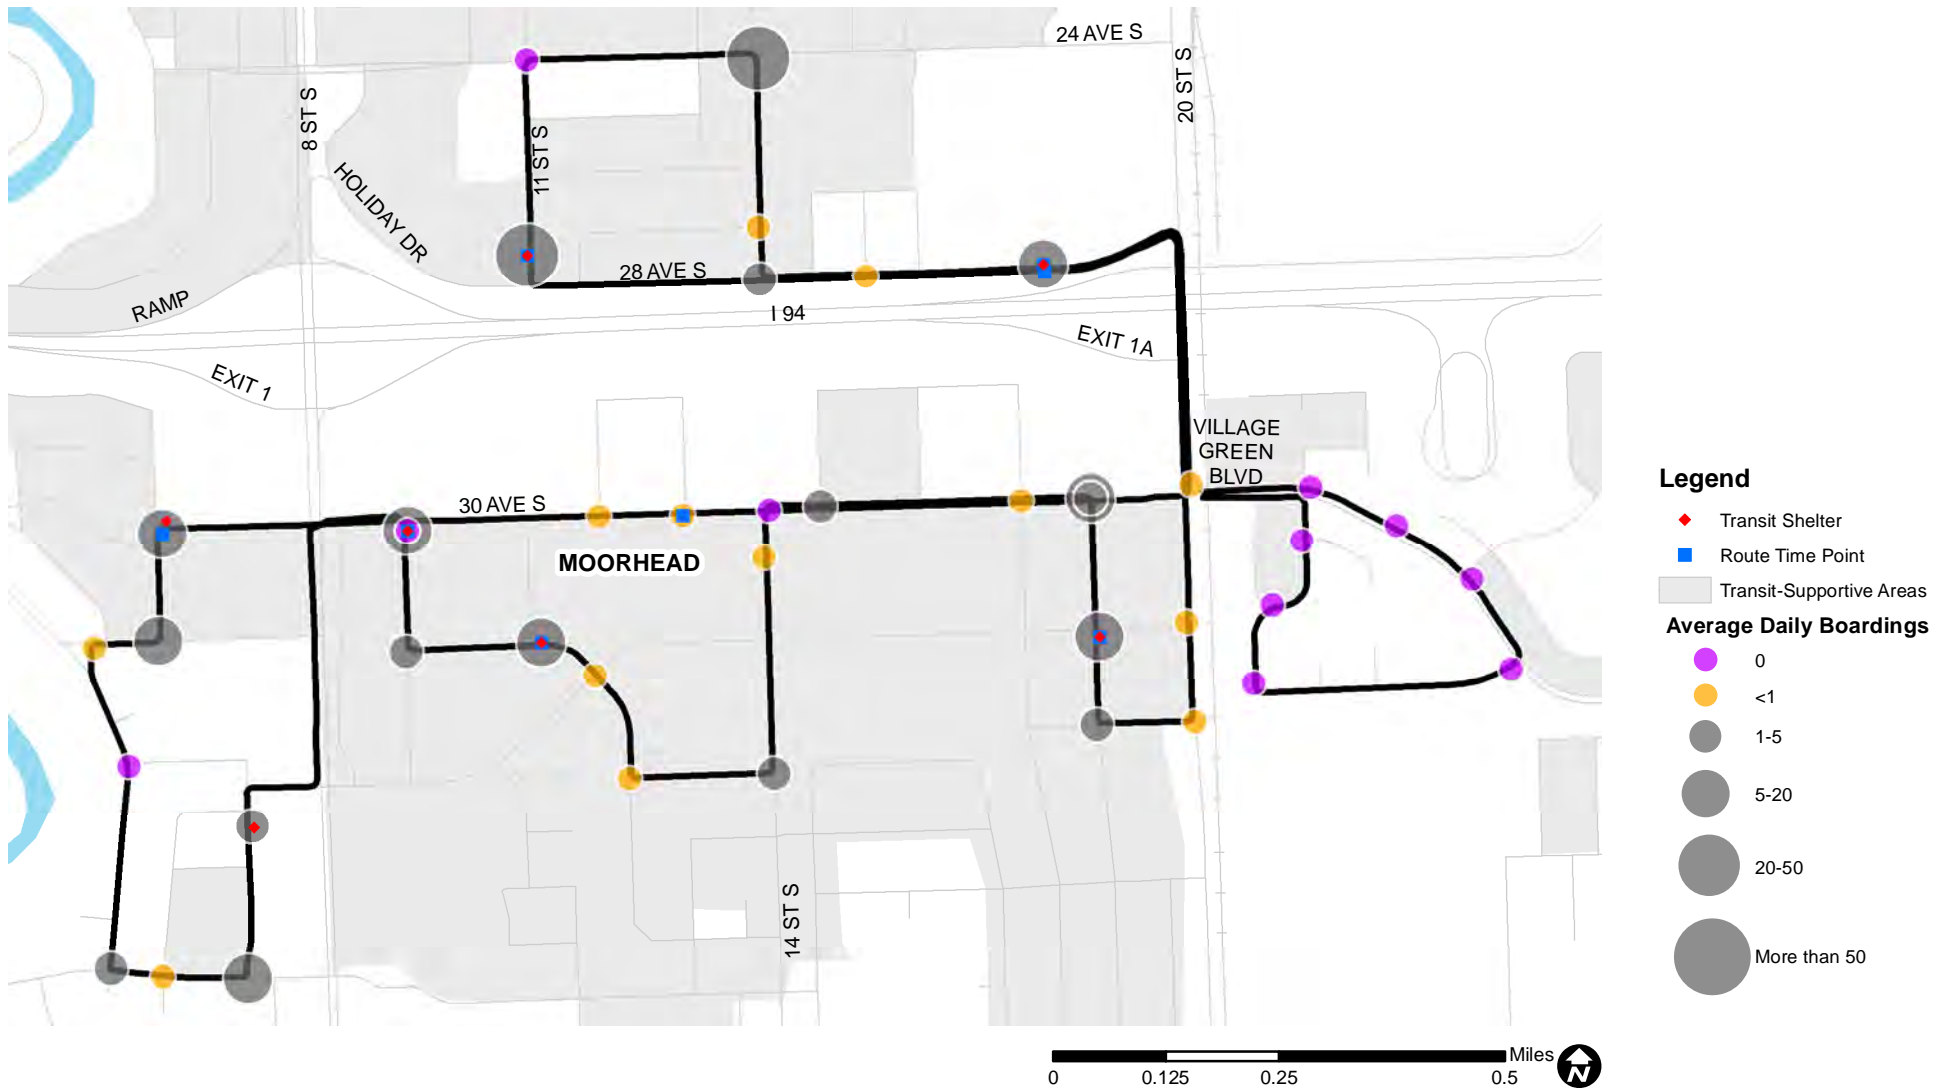 24 AVE S
20 ST S
8 ST S
11 ST S
HOLIDAY DR
28 AVE S
RAMP
I 94
EXIT 1A
EXIT 1
VILLAGE
GREEN
BLVD
30 AVE S
MOORHEAD
14 ST S
Legend
Transit Shelter
Route Time Point
Transit-Supportive Areas
Average Daily Boardings
0
<1
1-5
5-20
20-50
More than 50
Miles
0 0.125 0.25 0.5
N